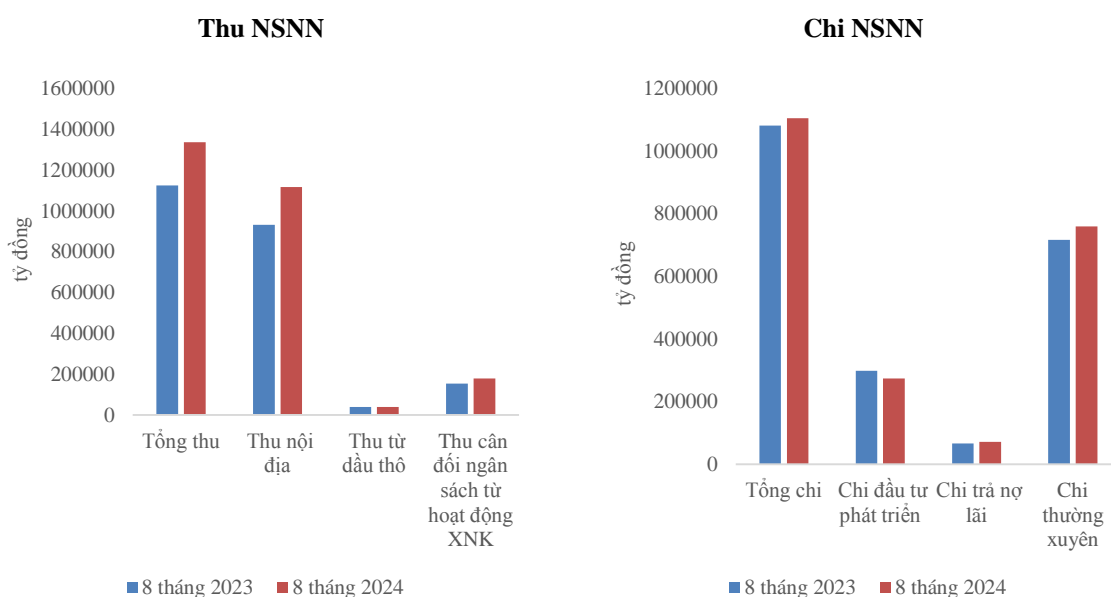 Thu NSNN
1600000
1400000
1200000
1000000
800000
600000
400000
200000
0
tỷ đồng
Tổng thu
Thu nội
địa
Thu từ
dầu thô
Thu cân
đối ngân
sách từ
hoạt động
XNK
8 tháng 2023
8 tháng 2024
Chi NSNN
1200000
1000000
800000
600000
400000
200000
0
tỷ đồng
Tổng chi
Chi đầu tư
phát triển
Chi trả nợ
lãi
Chi
thường
xuyên
8 tháng 2023
8 tháng 2024